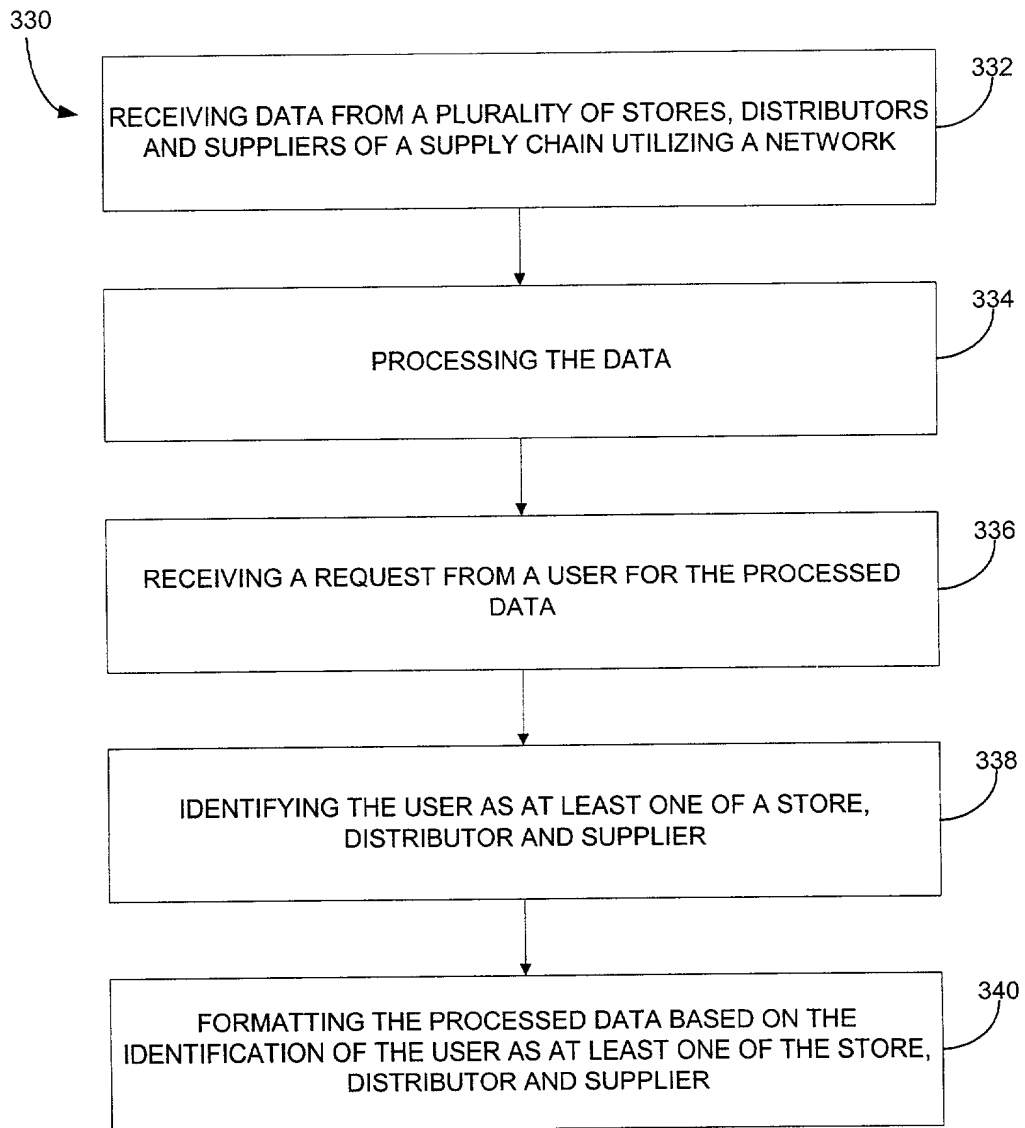 330
332
RECEIVING DATA FROM A PLURALITY OF STORES, DISTRIBUTORS
AND SUPPLIERS OF A SUPPLY CHAIN UTILIZING A NETWORK
334
PROCESSING THE DATA
336
RECEIVING A REQUEST FROM A USER FOR THE PROCESSED
DATA
338
IDENTIFYING THE USER AS AT LEAST ONE OF A STORE,
DISTRIBUTOR AND SUPPLIER
340
FORMATTING THE PROCESSED DATA BASED ON THE
IDENTIFICATION OF THE USER AS AT LEAST ONE OF THE STORE,
DISTRIBUTOR AND SUPPLIER